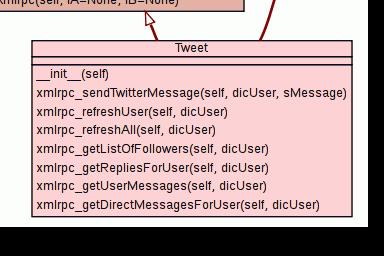 xmlrpc(self, IA=None, IB=None)
Tweet
__init__(self)
xmlrpc_sendTwitterMessage(self, dicUser, sMessage)
xmlrpc_refreshUser(self, dicUser)
xmlrpc_refreshAll(self, dicUser)
xmlrpc_getListOfFollowers(self, dicUser)
xmlrpc_getRepliesForUser(self, dicUser)
xmlrpc_getUserMessages(self, dicUser)
xmlrpc_getDirectMessagesForUser(self, dicUser)